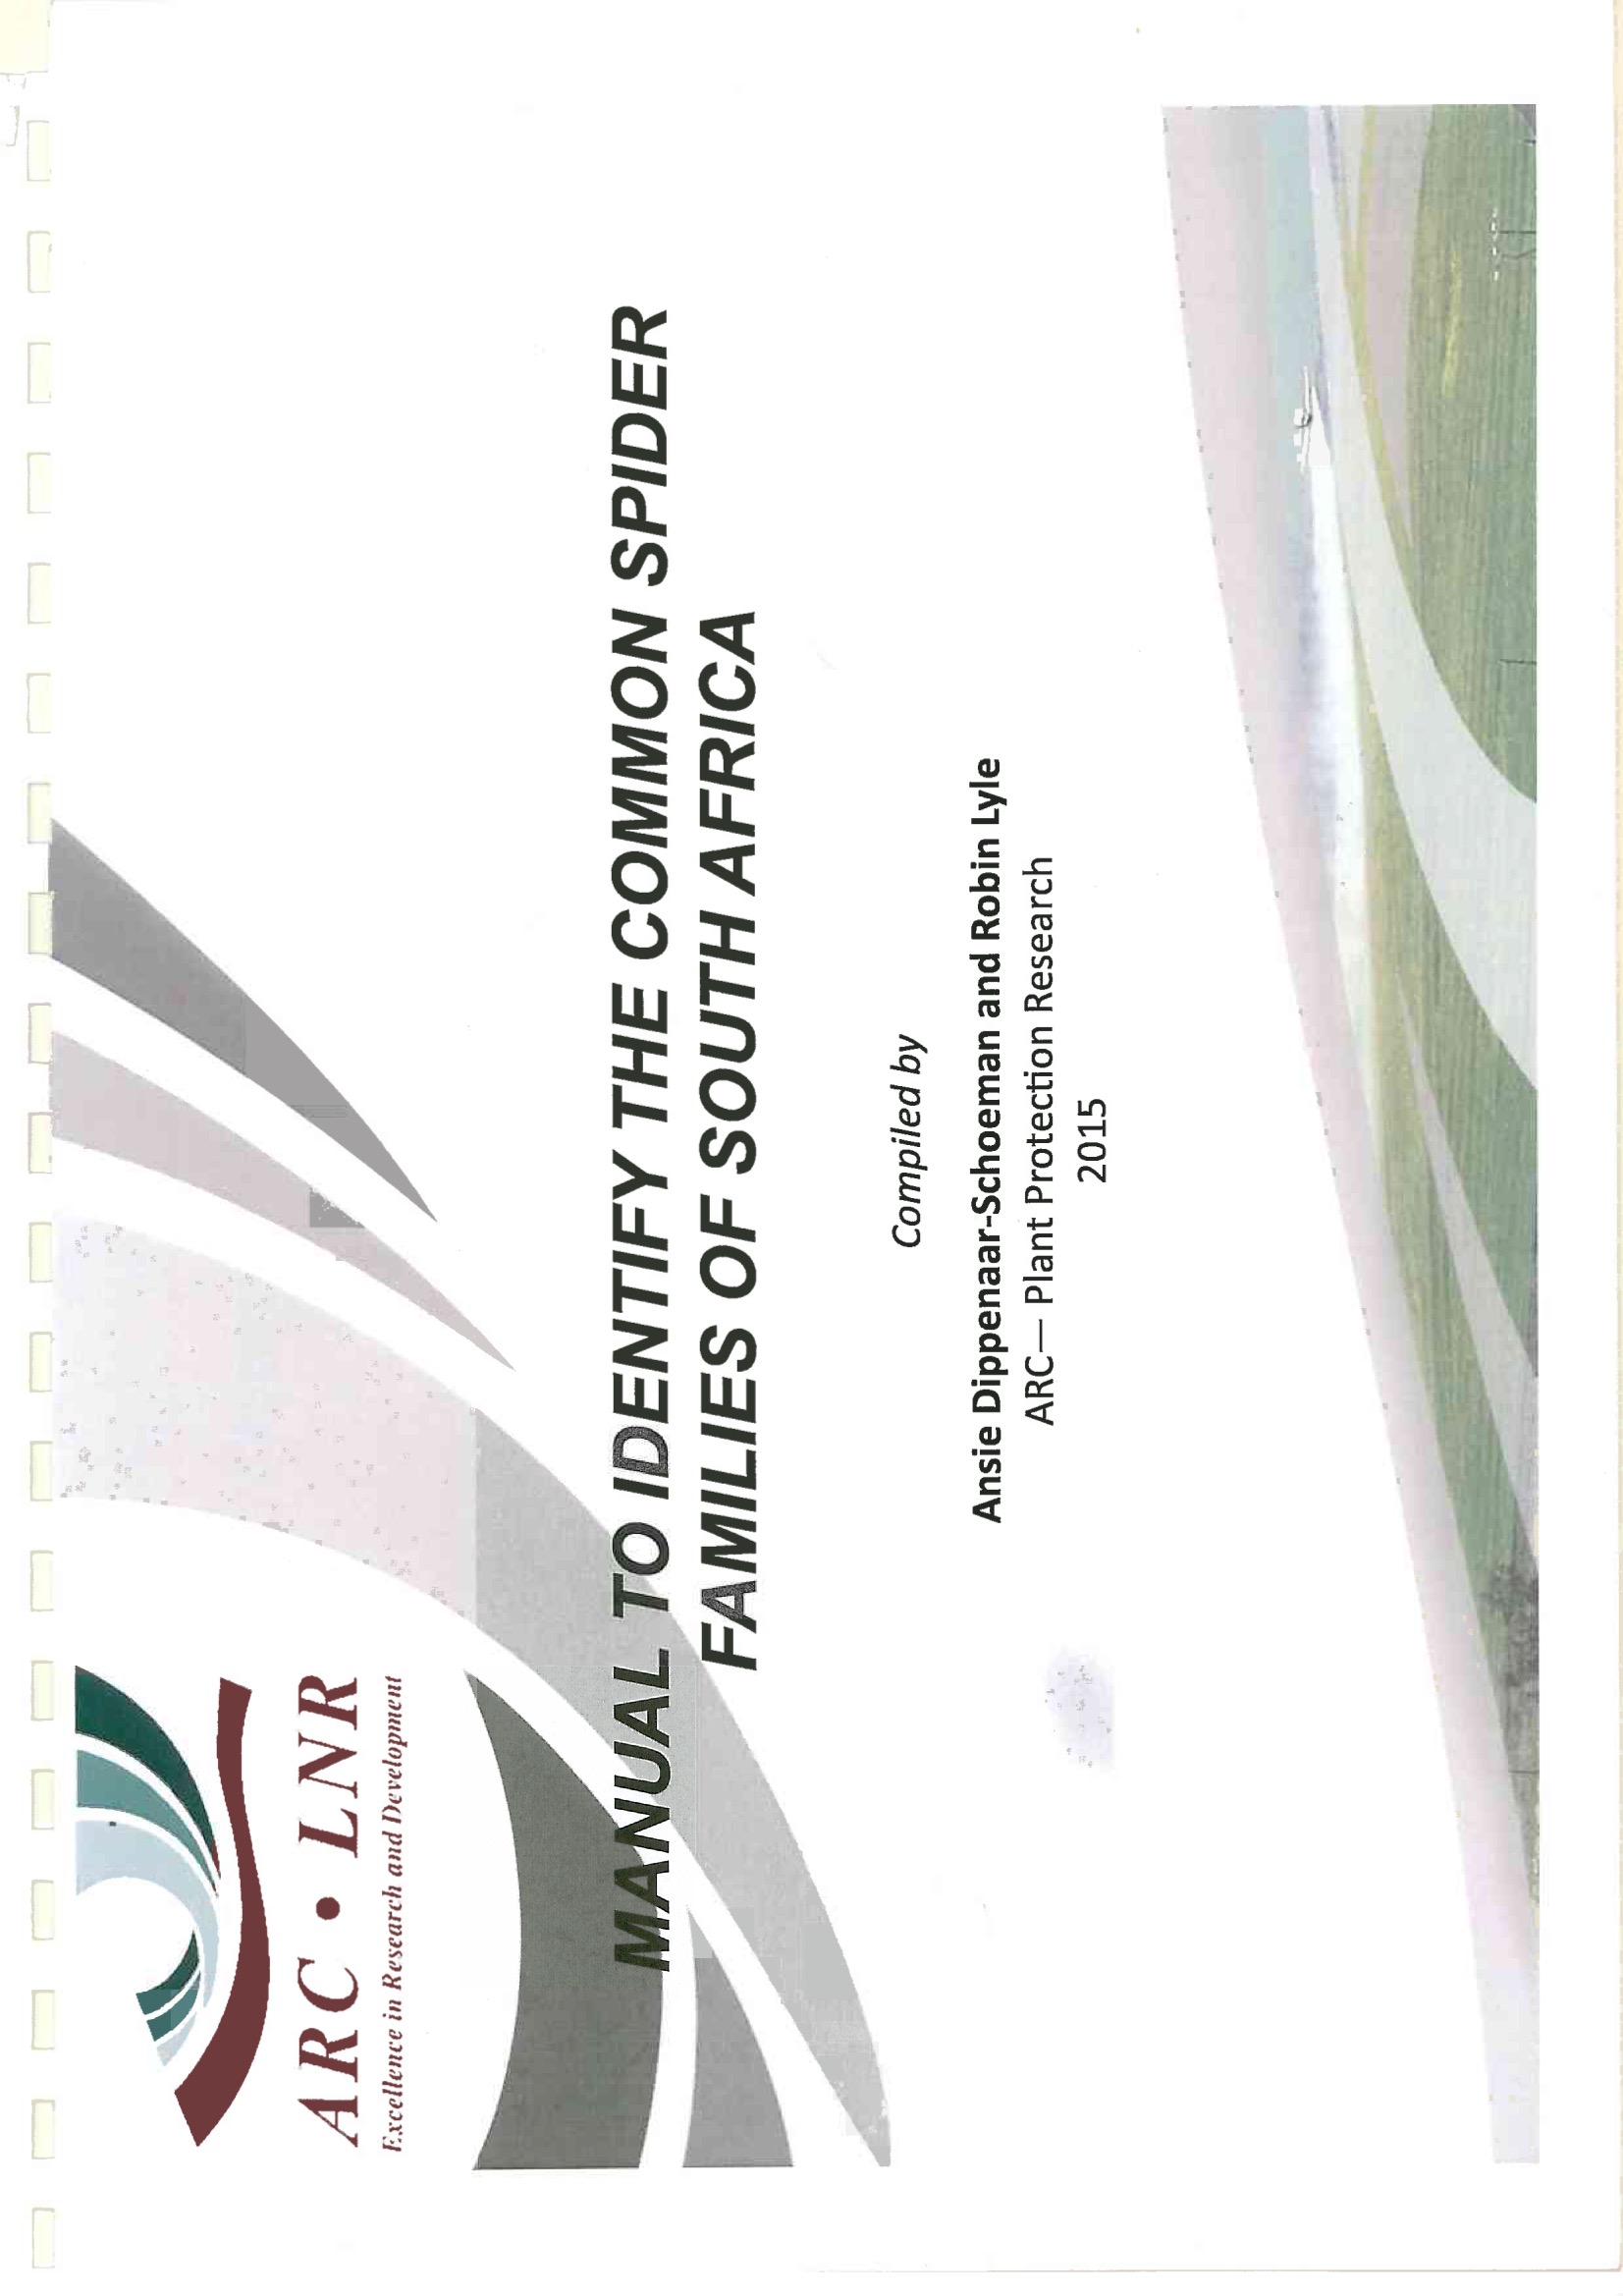 ARC • LNR
Excellence in Research and Development
MANUAL TO IDENTIFY THE COMMON SPIDER
FAMILIES OF SOUTH AFRICA
Compiled by
Ansie Dippenaar-Schoeman and Robin Lyle
ARC— Plant Protection Research
2015